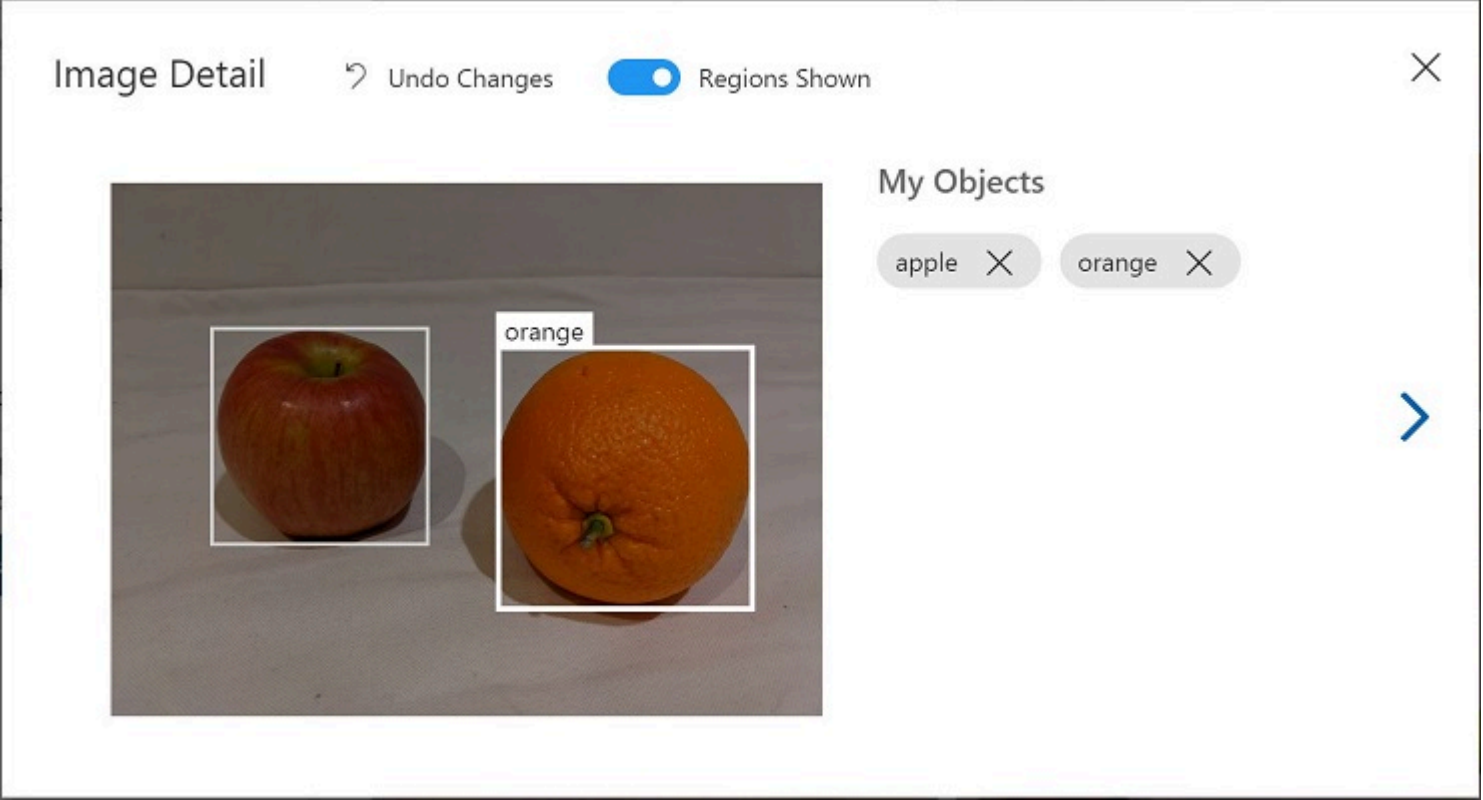 Image Detail
Undo Changes
Regions Shown
My Objects
apple
orange
orange